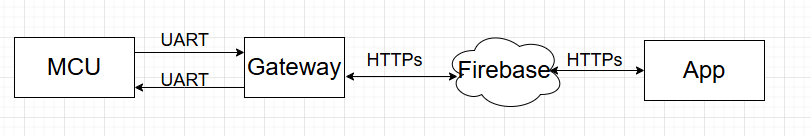 MCU
UART
UART
Gateway
HTTPs
Firebase
HTTPs
App